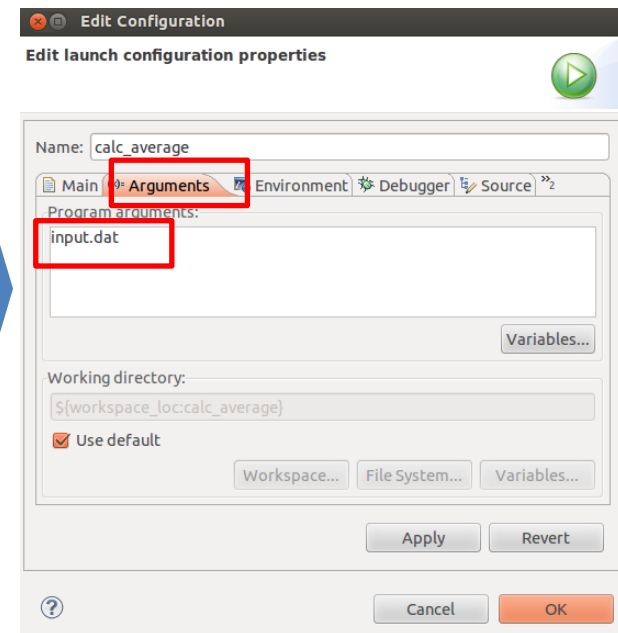 Edit Configuration
Edit launch configuration properties
Name: calc_average
Main (x)= Arguments Environment Debugger Source »2
Program arguments:
input.dat
Variables...
Working directory:
${workspace_loc:calc_average}
Use default
Workspace... File System... Variables...
Apply Revert
? Cancel OK